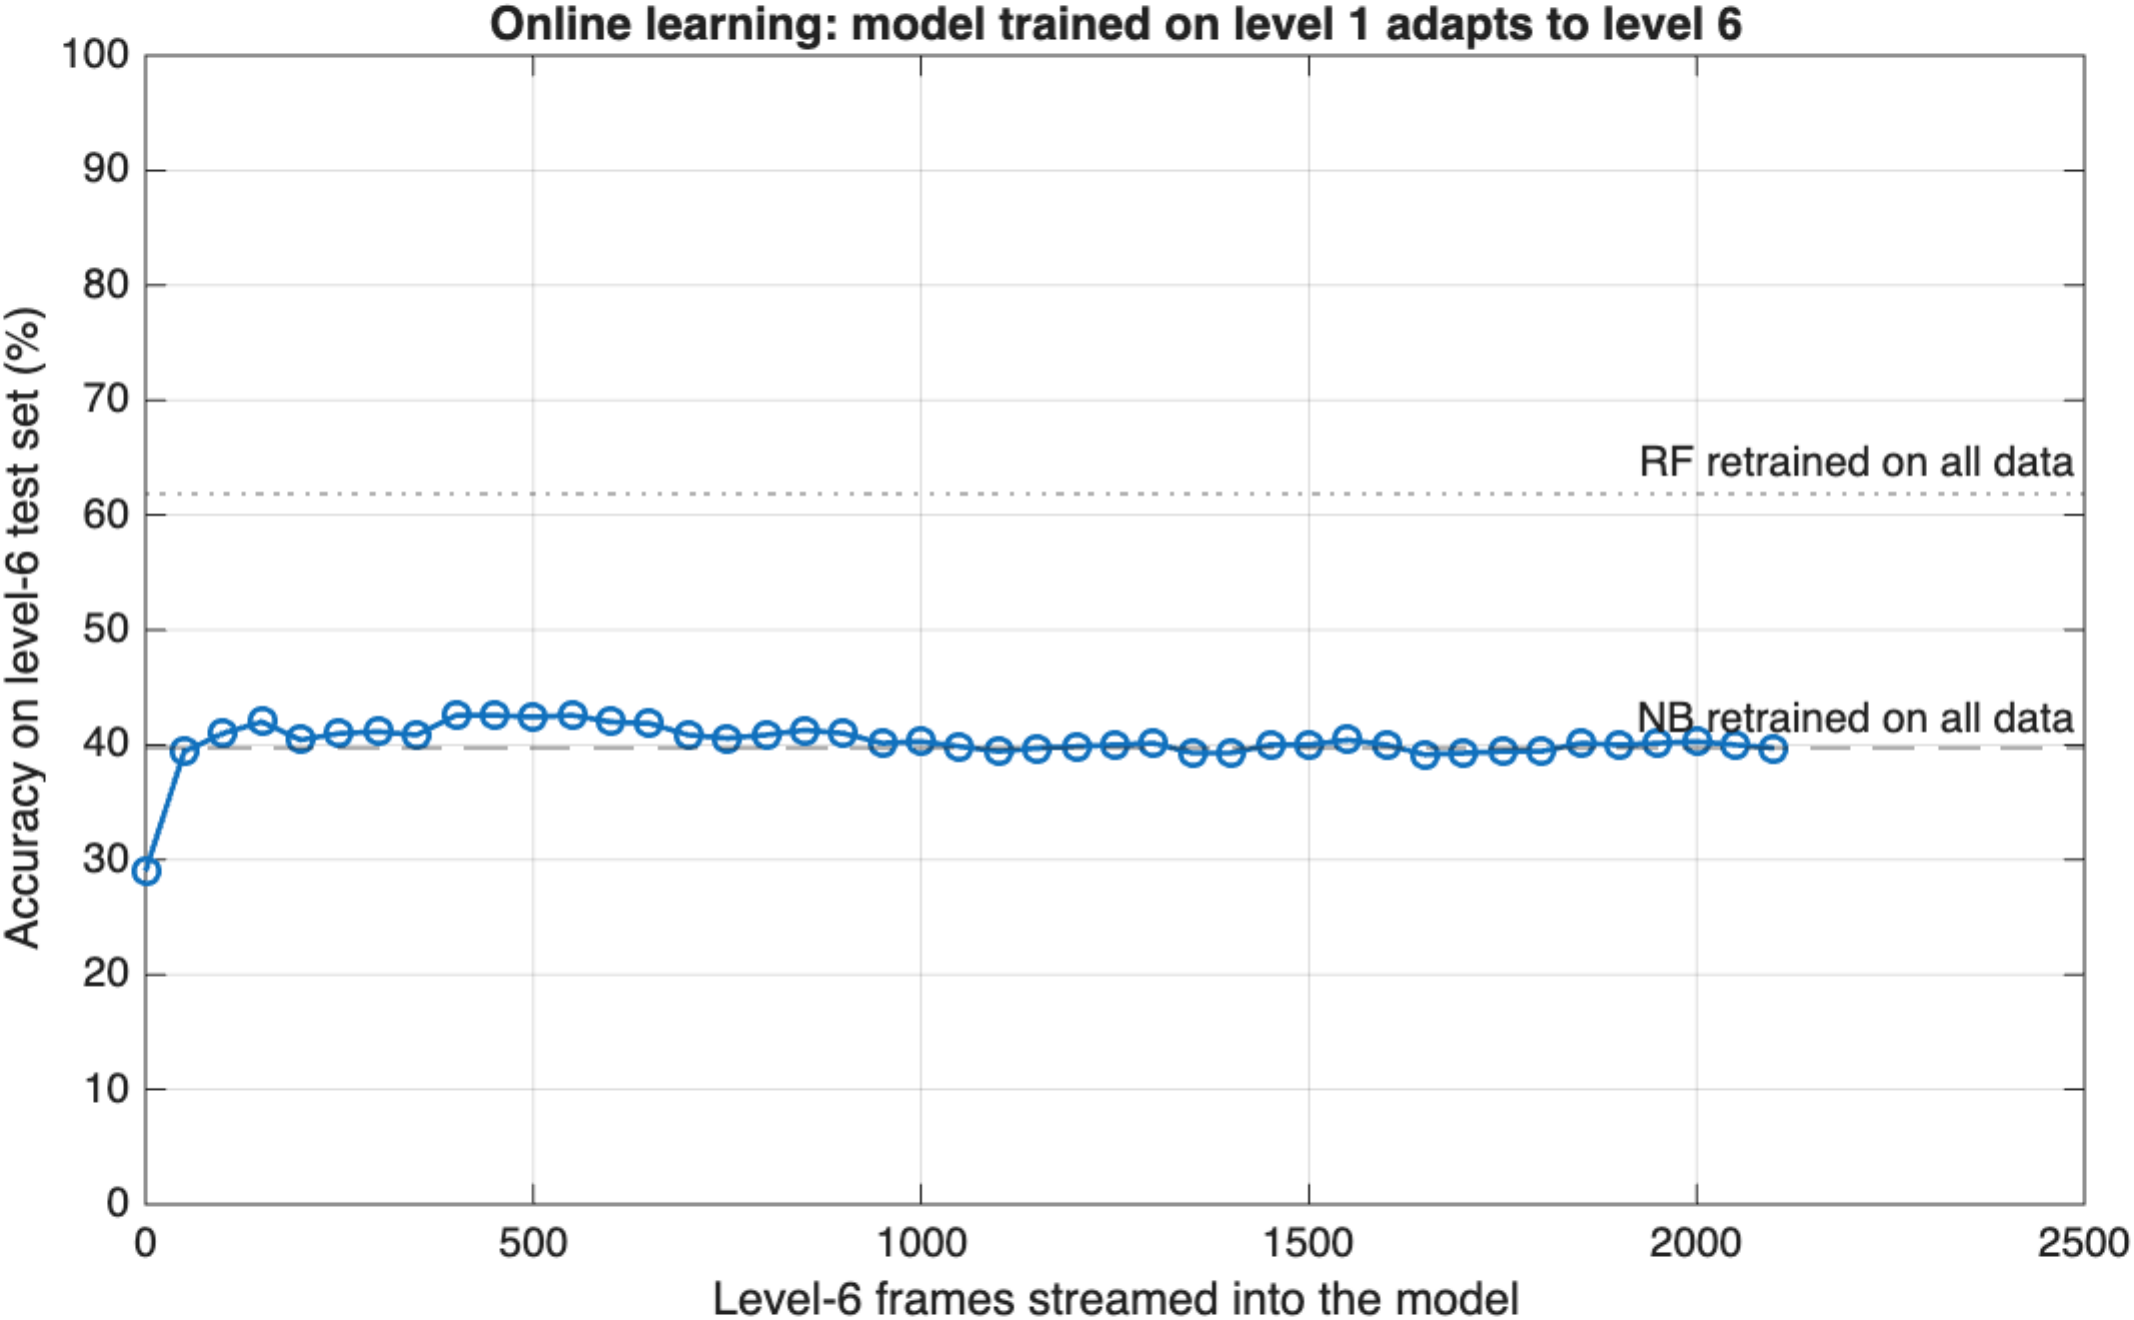 Online learning: model trained on level 1 adapts to level 6
Accuracy on level-6 test set (%)
100
90
80
70
60
50
40
30
20
10
0
RF retrained on all data
NB retrained on all data
0 500 1000 1500 2000 2500
Level-6 frames streamed into the model